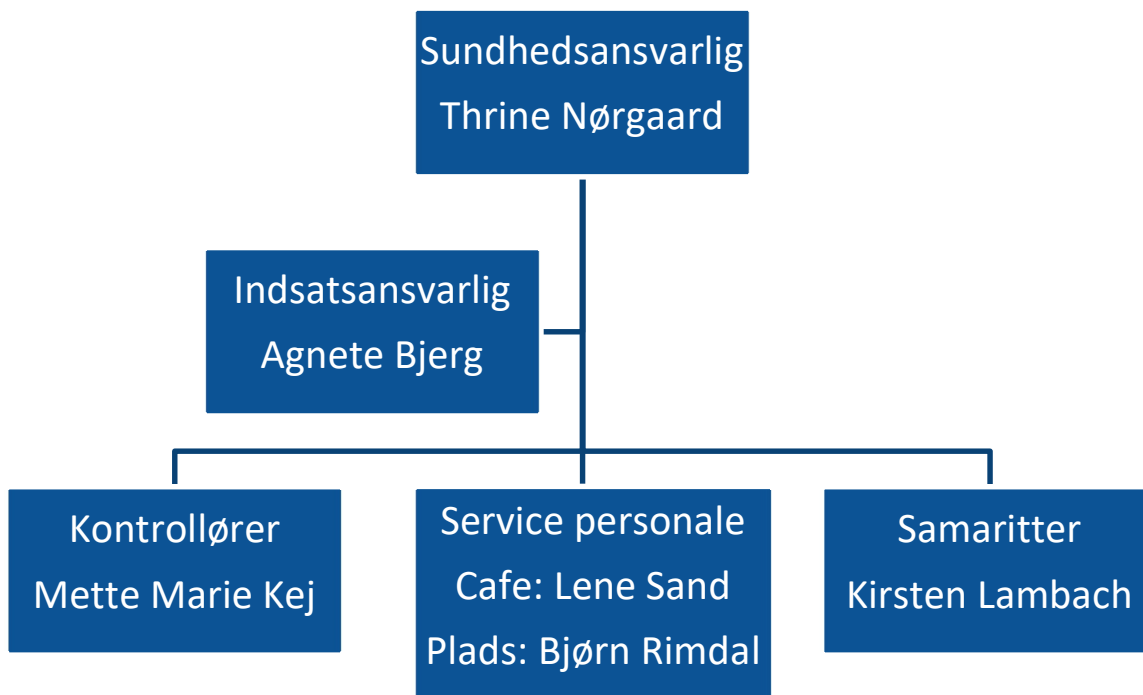 Sundhedsansvarlig
Thrine Nørgaard
Indsatsansvarlig
Agnete Bjerg
Kontrollører
Mette Marie Kej
Service personale
Cafe: Lene Sand
Plads: Bjørn Rimdal
Samaritter
Kirsten Lambach